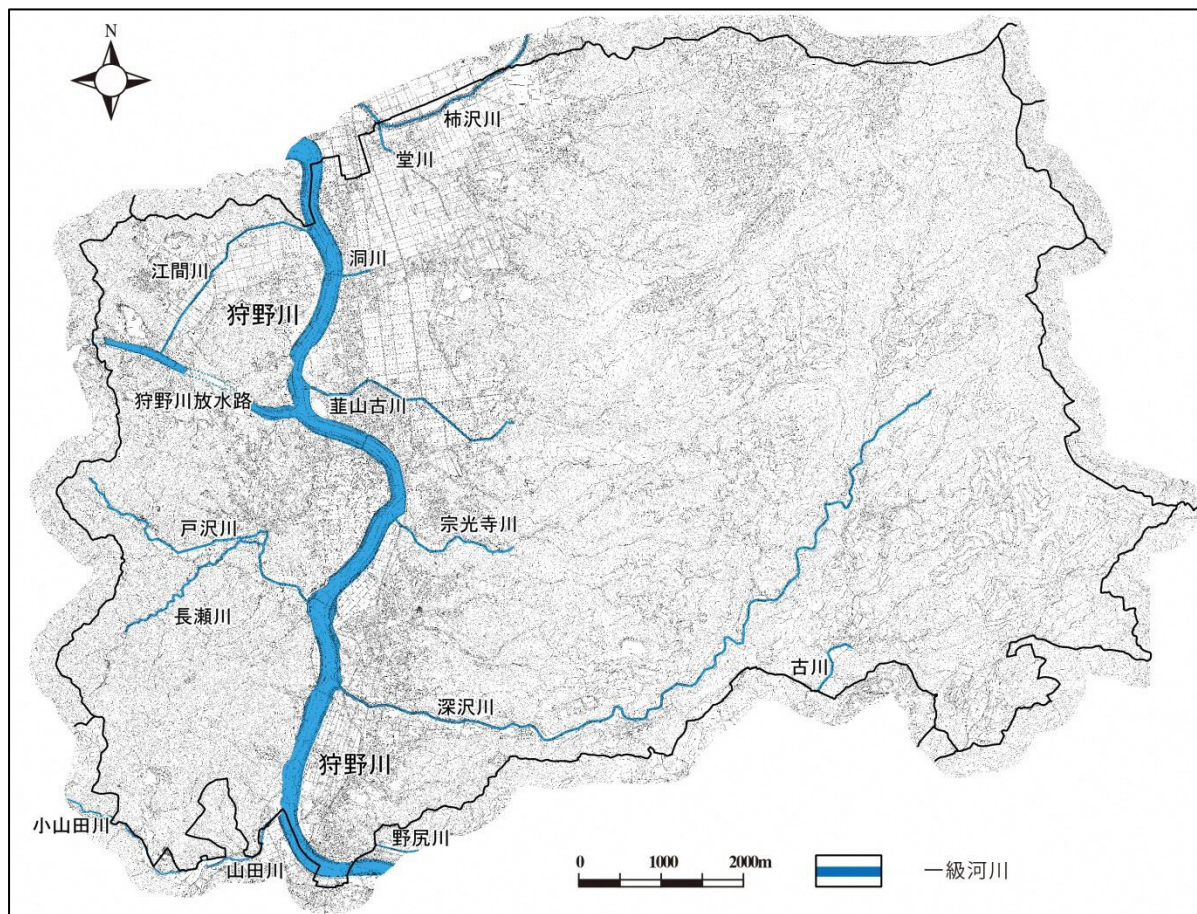 N
柿沢川
堂川
江間川
洞川
狩野川
狩野川放水路
韮山古川
戸沢川
宗光寺川
長瀬川
古川
深沢川
狩野川
小山田川
山田川
野尻川
0 1000 2000m
一級河川